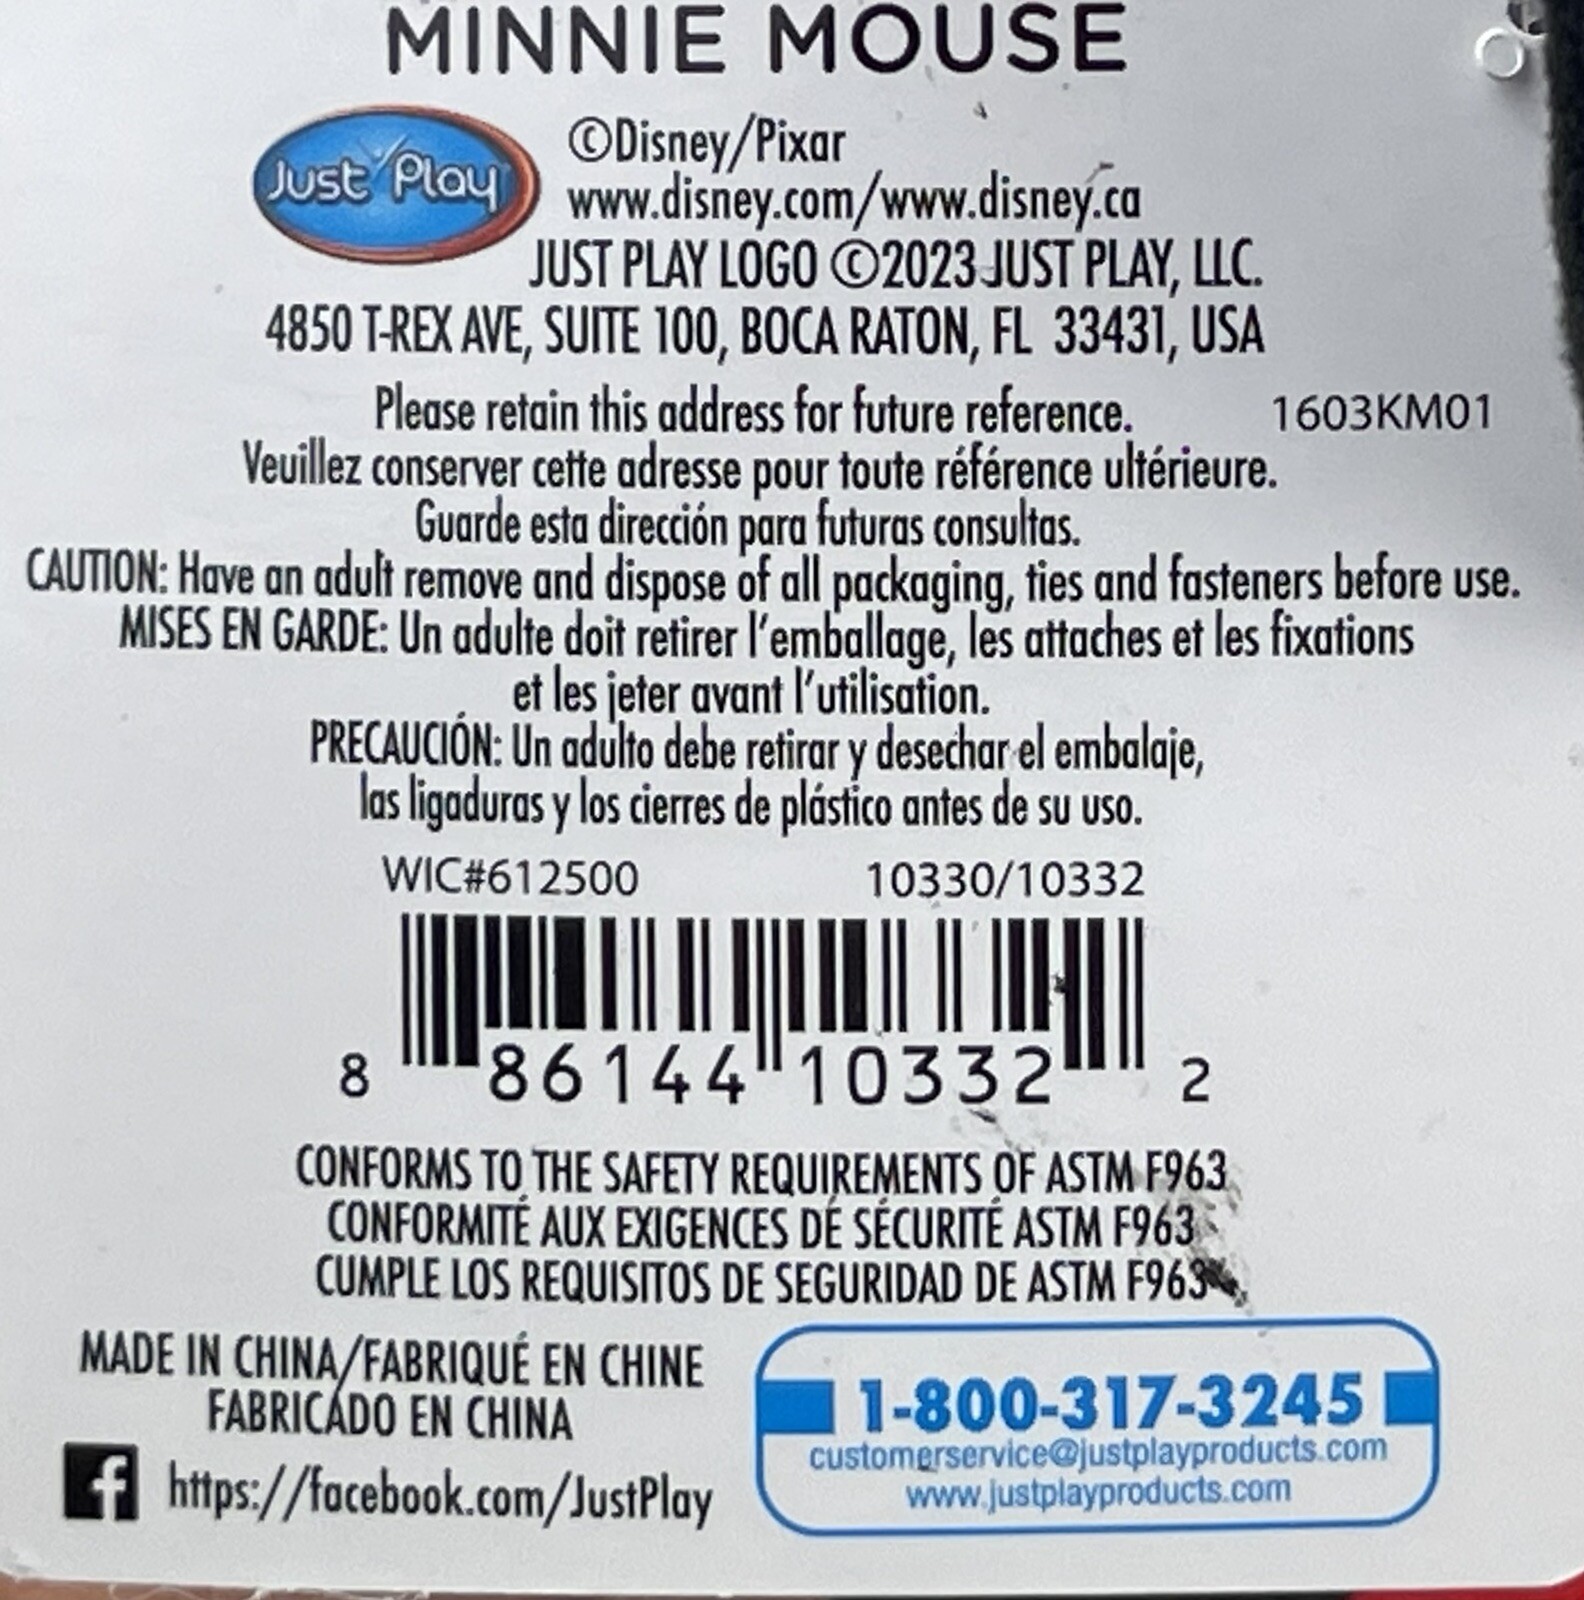 MINNIE MOUSE
Just Play
©Disney/Pixar
www.disney.com/www.disney.ca
JUST PLAY LOGO ©2023 JUST PLAY, LLC.
4850 T-REX AVE, SUITE 100, BOCA RATON, FL 33431, USA
Please retain this address for future reference. 1603KM01
Veuillez conserver cette adresse pour toute référence ultérieure.
Guarde esta dirección para futuras consultas.
CAUTION: Have an adult remove and dispose of all packaging, ties and fasteners before use.
MISES EN GARDE: Un adulte doit retirer l'emballage, les attaches et les fixations
et les jeter avant l'utilisation.
PRECAUCIÓN: Un adulto debe retirar y desechar el embalaje,
las ligaduras y los cierres de plástico antes de su uso.
WIC#612500 10330/10332
8 86144 10332 2
CONFORMS TO THE SAFETY REQUIREMENTS OF ASTM F963
CONFORMITÉ AUX EXIGENCES DE SÉCURITÉ ASTM F963
CUMPLE LOS REQUISITOS DE SEGURIDAD DE ASTM F963
MADE IN CHINA/FABRIQUÉ EN CHINE
FABRICADO EN CHINA
f https://facebook.com/JustPlay
1-800-317-3245
customerservice@justplayproducts.com
www.justplayproducts.com